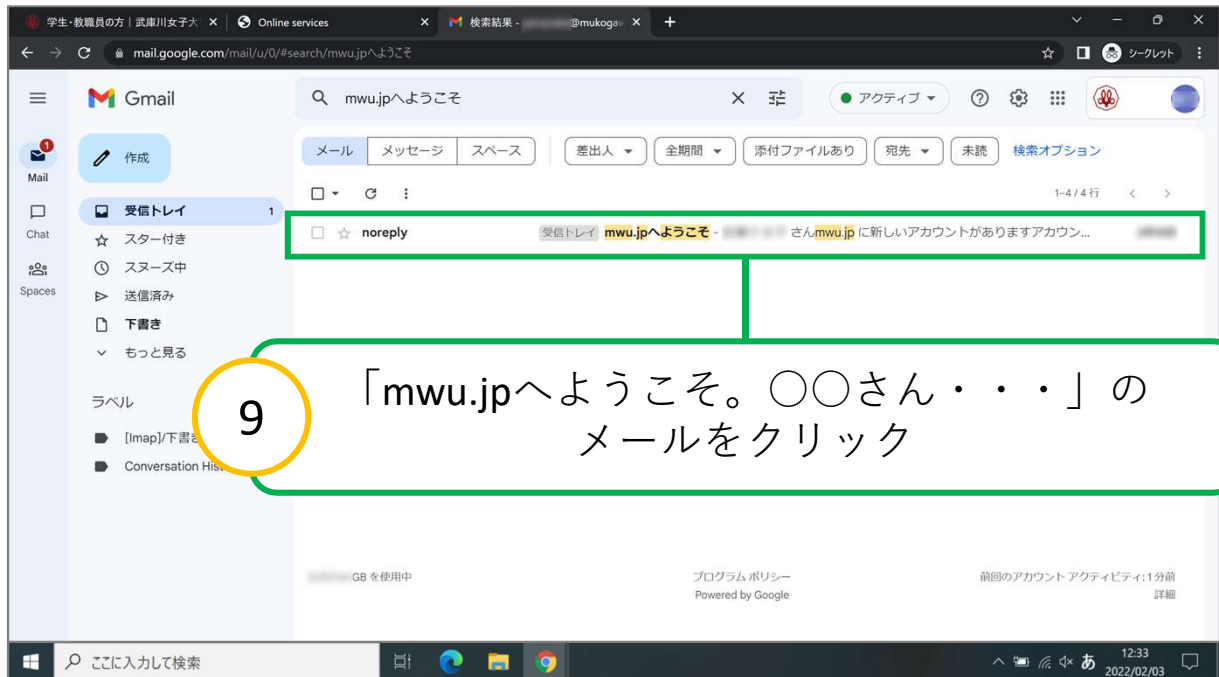 学生・教職員の方 | 武庫川女子大
Online services
検索結果 - @mukogaw
mail.google.com/mail/u/0/#search/mwu.jpへようこそ
シークレット
Gmail
mwu.jpへようこそ
アクティブ
1
Mail
Chat
Spaces
作成
受信トレイ 1
スター付き
スヌーズ中
送信済み
下書き
もっと見る
ラベル
[Imap]/下書き
Conversation His
メール メッセージ スペース 差出人 全期間 添付ファイルあり 宛先 未読 検索オプション
1–4 / 4 行
noreply 受信トレイ mwu.jpへようこそ - さんmwu.jp に新しいアカウントがありますアカウン...
9
「mwu.jpへようこそ。〇〇さん・・・」の
メールをクリック
GB を使用中
プログラム ポリシー
Powered by Google
前回のアカウント アクティビティ: 1 分前
詳細
ここに入力して検索
あ
12:33
2022/02/03